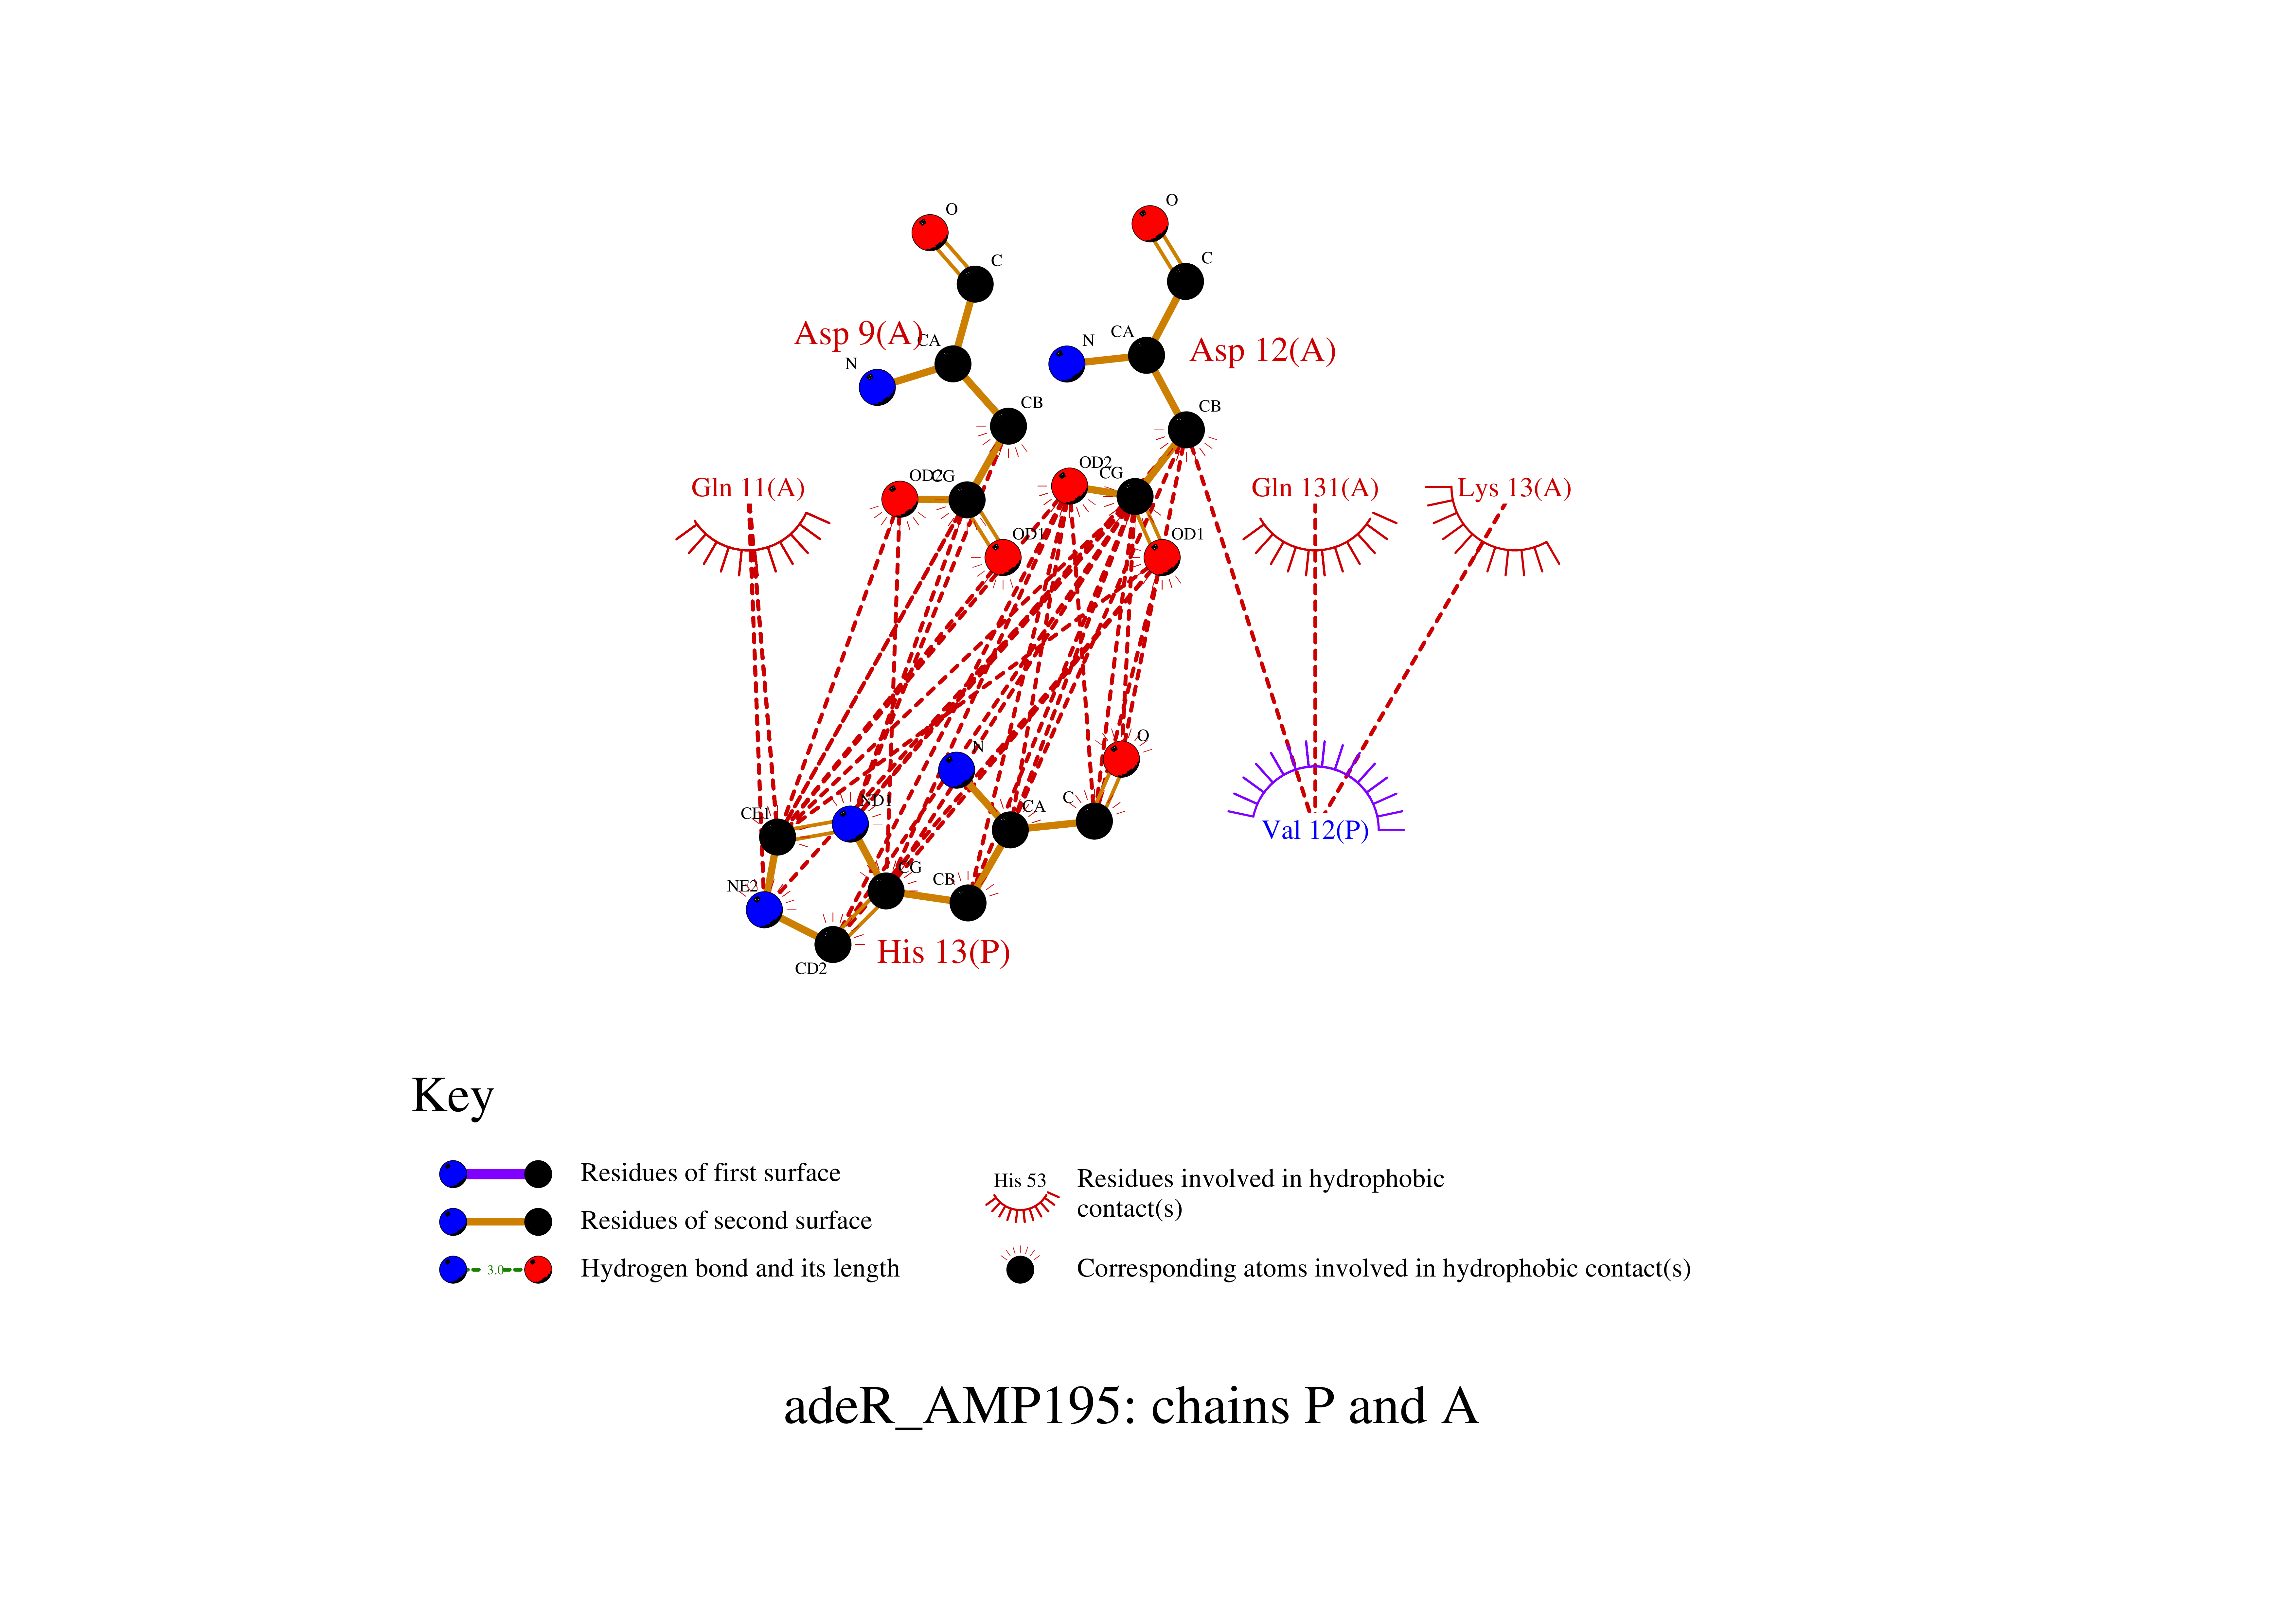 O
O
C
C
Asp 9(A)
CA
CA
Asp 12(A)
N
N
CB
CB
Gln 11(A)
OD2
CG
OD2
CG
Gln 131(A)
Lys 13(A)
OD1
OD1
N
O
CE1
ND1
CA
C
Val 12(P)
NE2
CG
CB
His 13(P)
CD2
Key
Residues of first surface
Residues of second surface
3.0
Hydrogen bond and its length
His 53
Residues involved in hydrophobic
contact(s)
Corresponding atoms involved in hydrophobic contact(s)
adeR_AMP195: chains P and A